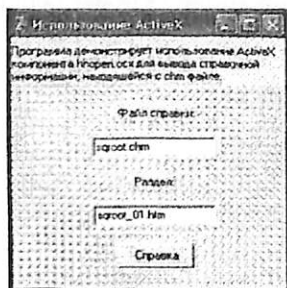 Использование ActiveX
Программа демонстрирует использование ActiveX
компонента hhopen.ocx для вывода справочной
информации, находящейся с chm файле.
Файл справки:
sqroot.chm
Раздел:
sqroot_01.htm
Справка